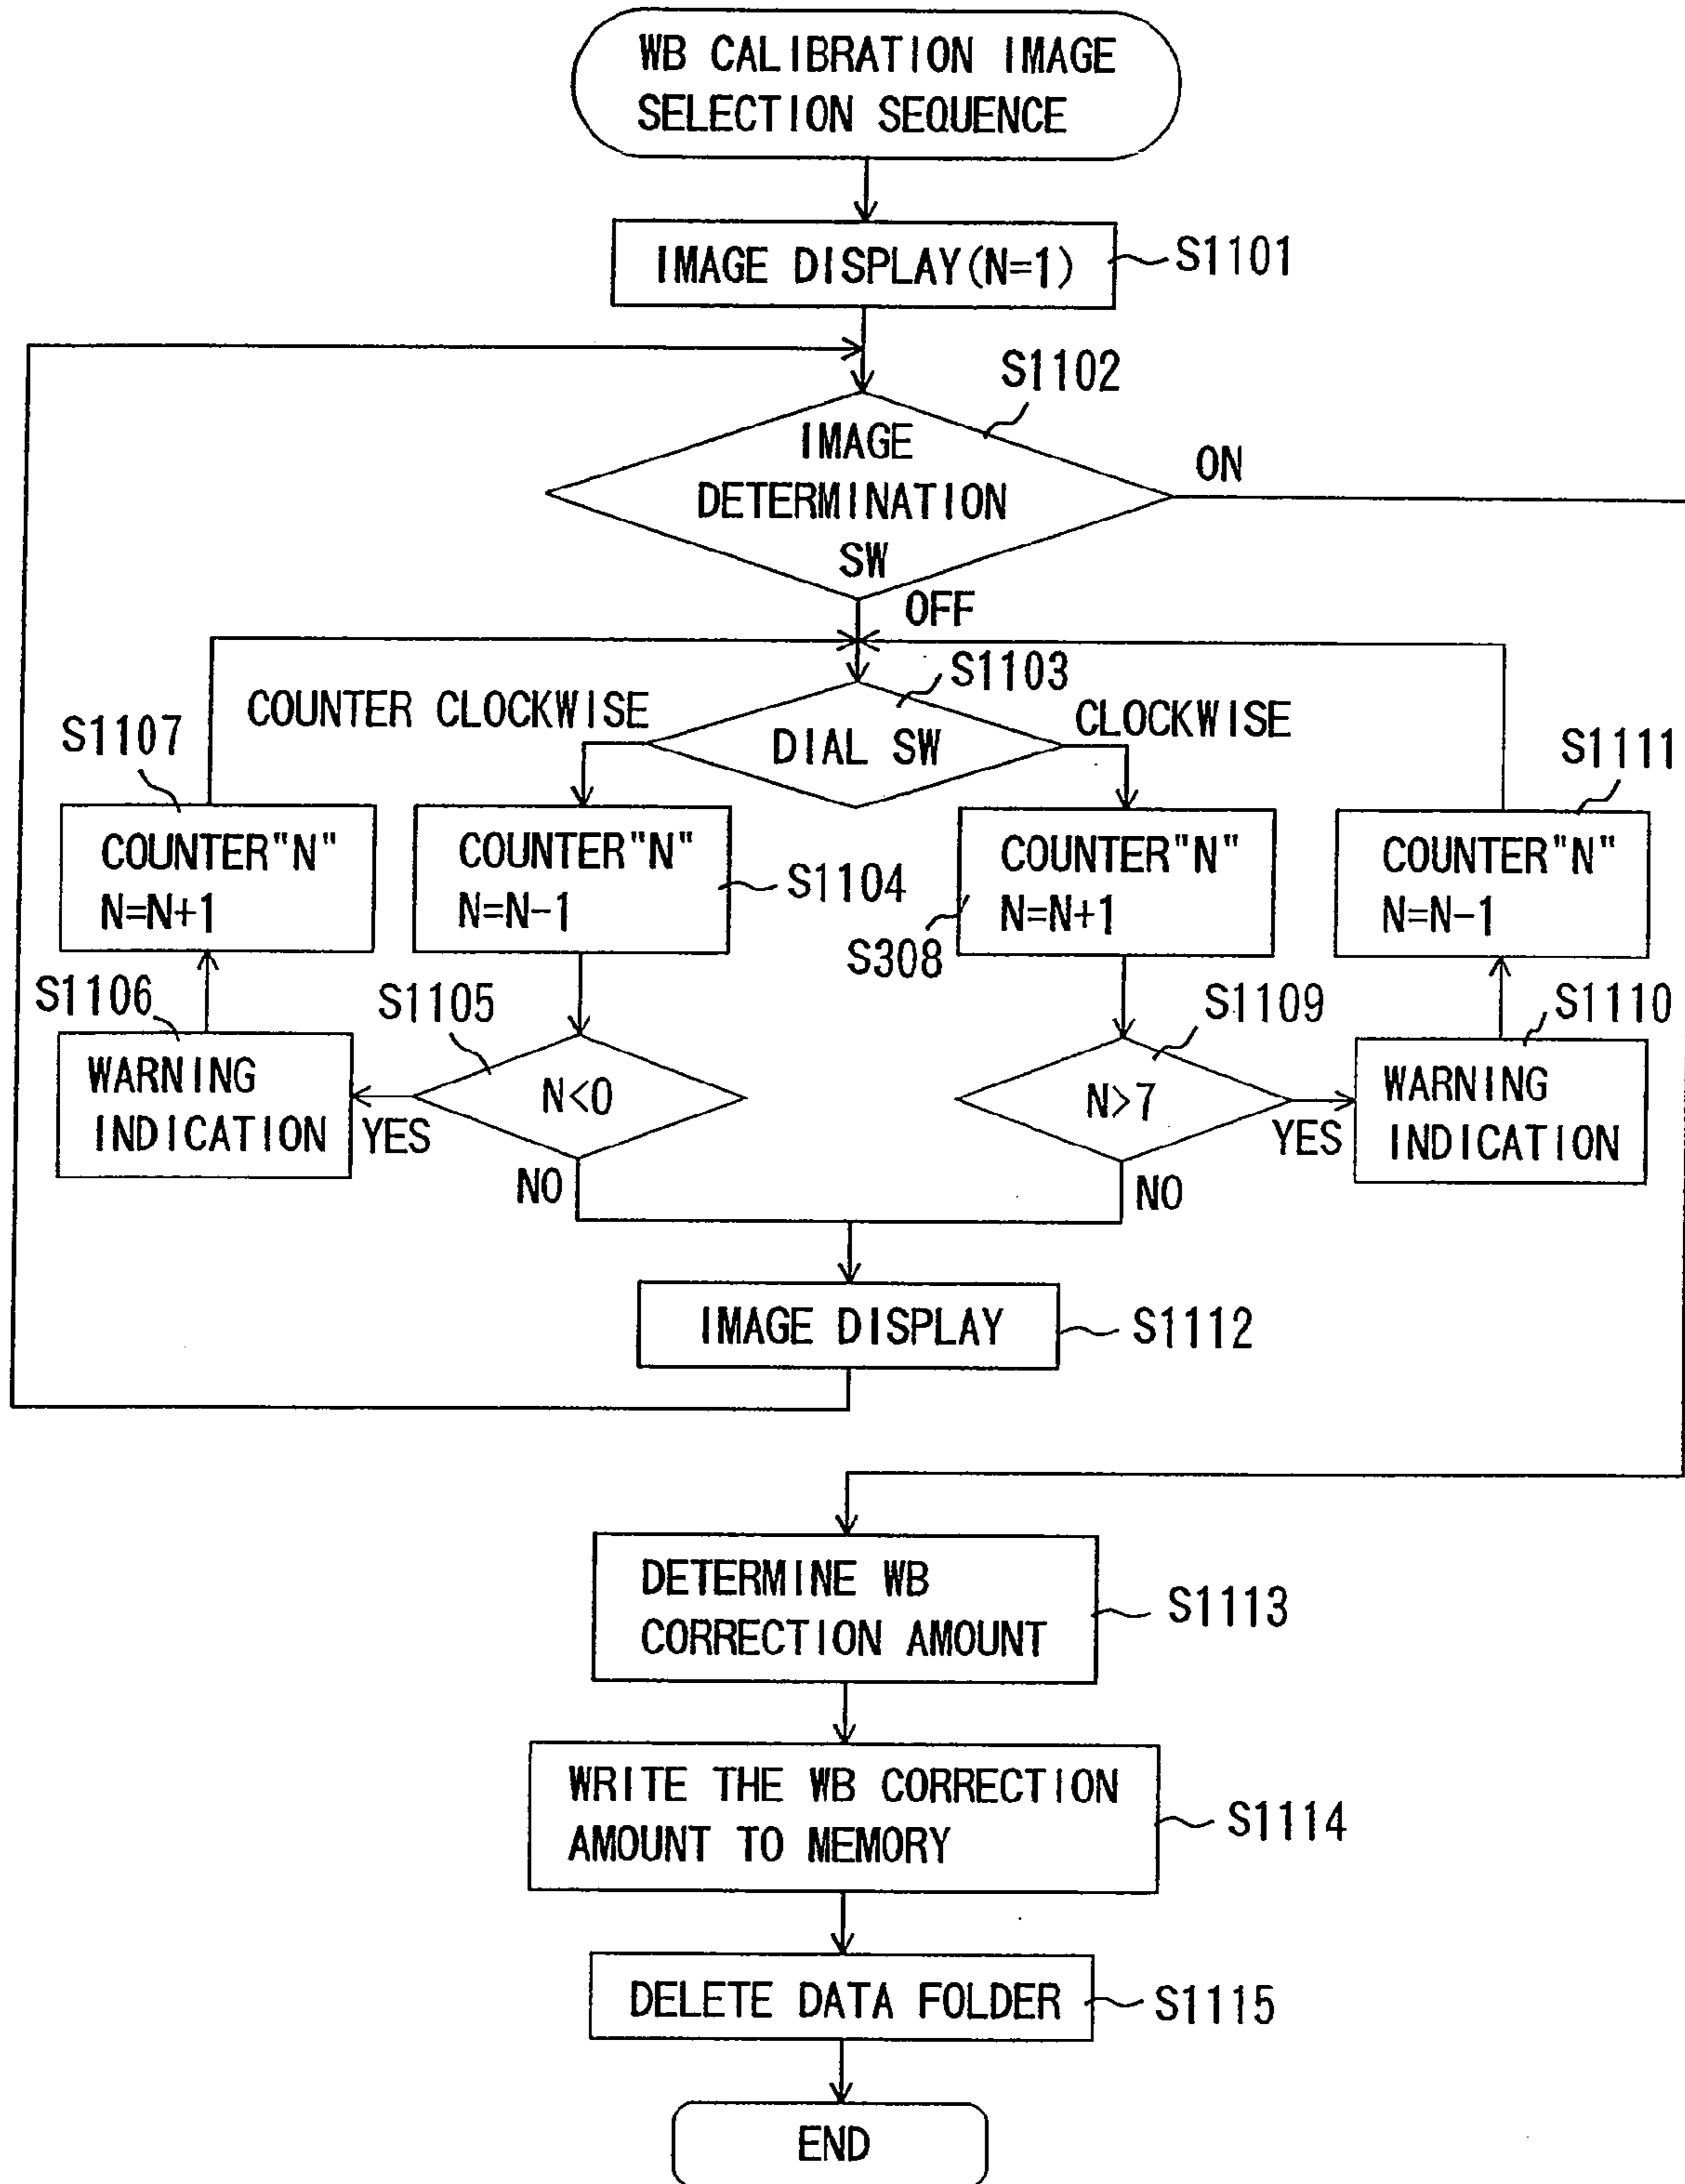 WB CALIBRATION IMAGE
SELECTION SEQUENCE
IMAGE DISPLAY(N=1)
S1101
S1102
IMAGE
DETERMINATION
SW
ON
OFF
S1103
COUNTER CLOCKWISE
DIAL SW
CLOCKWISE
S1107
COUNTER"N"
N=N+1
COUNTER"N"
N=N-1
S1104
COUNTER"N"
N=N+1
S308
S1111
COUNTER"N"
N=N-1
S1106
WARNING
INDICATION
S1105
N<0
YES
NO
S1109
N>7
YES
NO
S1110
WARNING
INDICATION
IMAGE DISPLAY
S1112
DETERMINE WB
CORRECTION AMOUNT
S1113
WRITE THE WB CORRECTION
AMOUNT TO MEMORY
S1114
DELETE DATA FOLDER
S1115
END